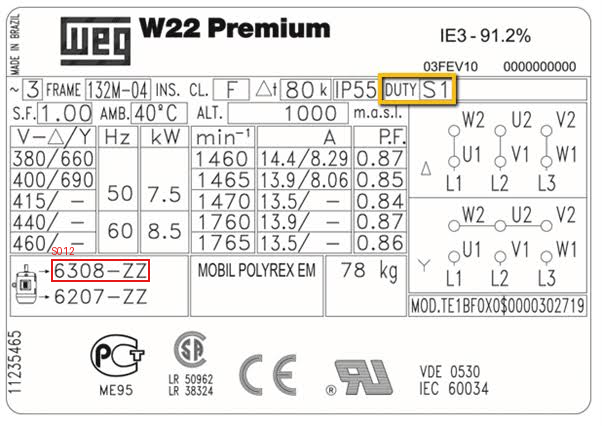 MADE IN BRAZIL
WEG W22 Premium
IE3 - 91.2%
03FEV10 0000000000
~ 3 FRAME 132M-04 INS. CL. F Δt 80 k IP55 DUTY S1
S.F. 1.00 AMB. 40°C ALT. 1000 m.a.s.l.
V-△/Y Hz kW min⁻¹ A P.F.
380/660 50 7.5 1460 14.4/8.29 0.87
400/690 1465 13.9/8.06 0.85
415/ - 1470 13.9/ - 0.84
440/ - 60 8.5 1760 13.5/ - 0.87
460/ - 1765 13.5/ - 0.86
△
W2 U2 V2
U1 V1 W1
L1 L2 L3
Y
W2 U2 V2
U1 V1 W1
L1 L2 L3
S012
6308-ZZ
6207-ZZ
MOBIL POLYREX EM
78 kg
MOD.TE1BF0X0$0000302719
11235465
PCT
ME95
SA
LR 50962
LR 38324
CE
® UR
VDE 0530
IEC 60034